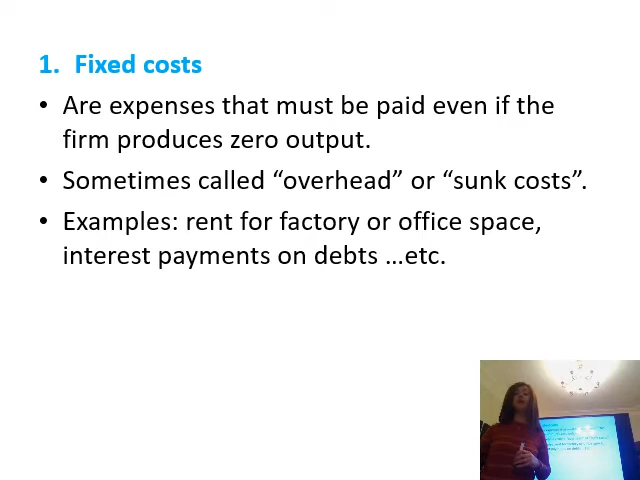 1. Fixed costs
• Are expenses that must be paid even if the
firm produces zero output.
• Sometimes called “overhead” or “sunk costs”.
• Examples: rent for factory or office space,
interest payments on debts …etc.